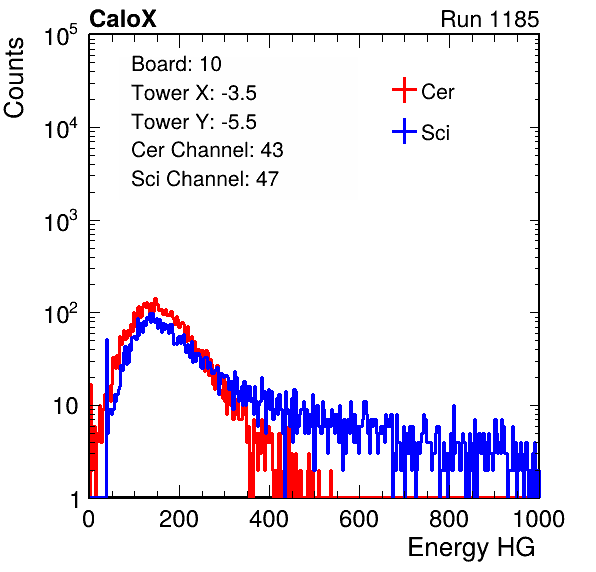 CaloX Run 1185
Counts
Board: 10
Tower X: -3.5
Tower Y: -5.5
Cer Channel: 43
Sci Channel: 47
Cer
Sci
10^5
10^4
10^3
10^2
10
1
0 200 400 600 800 1000
Energy HG